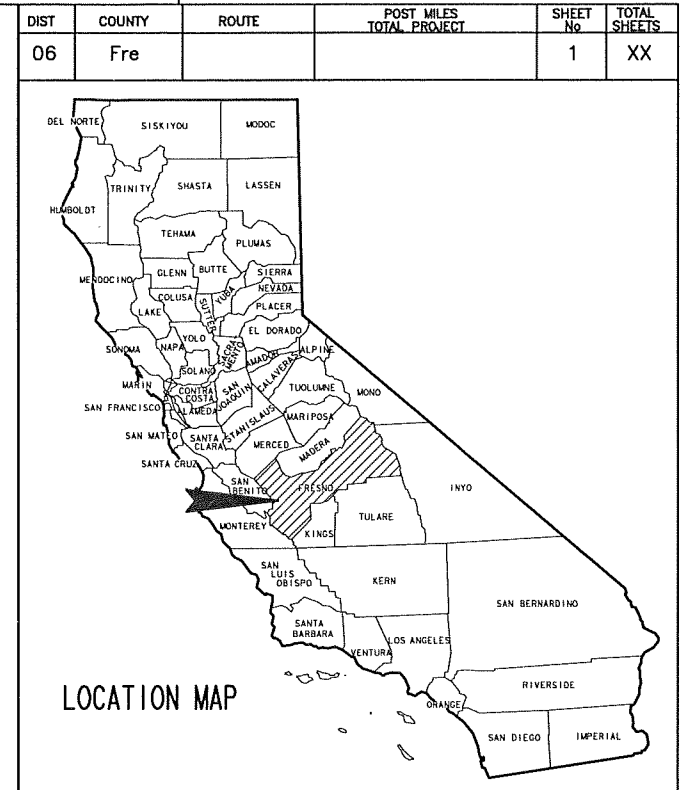 DIST COUNTY ROUTE POST MILES TOTAL PROJECT SHEET No TOTAL SHEETS
06 Fre 1 XX
DEL NORTE SISKIYOU MODOC
HUMBOLDT TRINITY SHASTA LASSEN
TEHAMA PLUMAS
MENDOCINO GLENN BUTTE SIERRA
NEVADA
COLUSA SUTTER YUBA PLACER
LAKE
EL DORADO
SONOMA NAPA YOLO SACRAMENTO AMADOR ALPINE
SOLANO CALAVERAS
MARIN CONTRA COSTA SAN JOAQUIN TUOLUMNE MONO
SAN FRANCISCO ALAMEDA STANISLAUS MARIPOSA
SAN MATEO SANTA CLARA MERCED MADERA
SANTA CRUZ
SAN BENITO FRESNO INYO
MONTEREY KINGS TULARE
SAN LUIS OBISPO KERN
SAN BERNARDINO
SANTA BARBARA VENTURA LOS ANGELES
LOCATION MAP
ORANGE RIVERSIDE
SAN DIEGO IMPERIAL